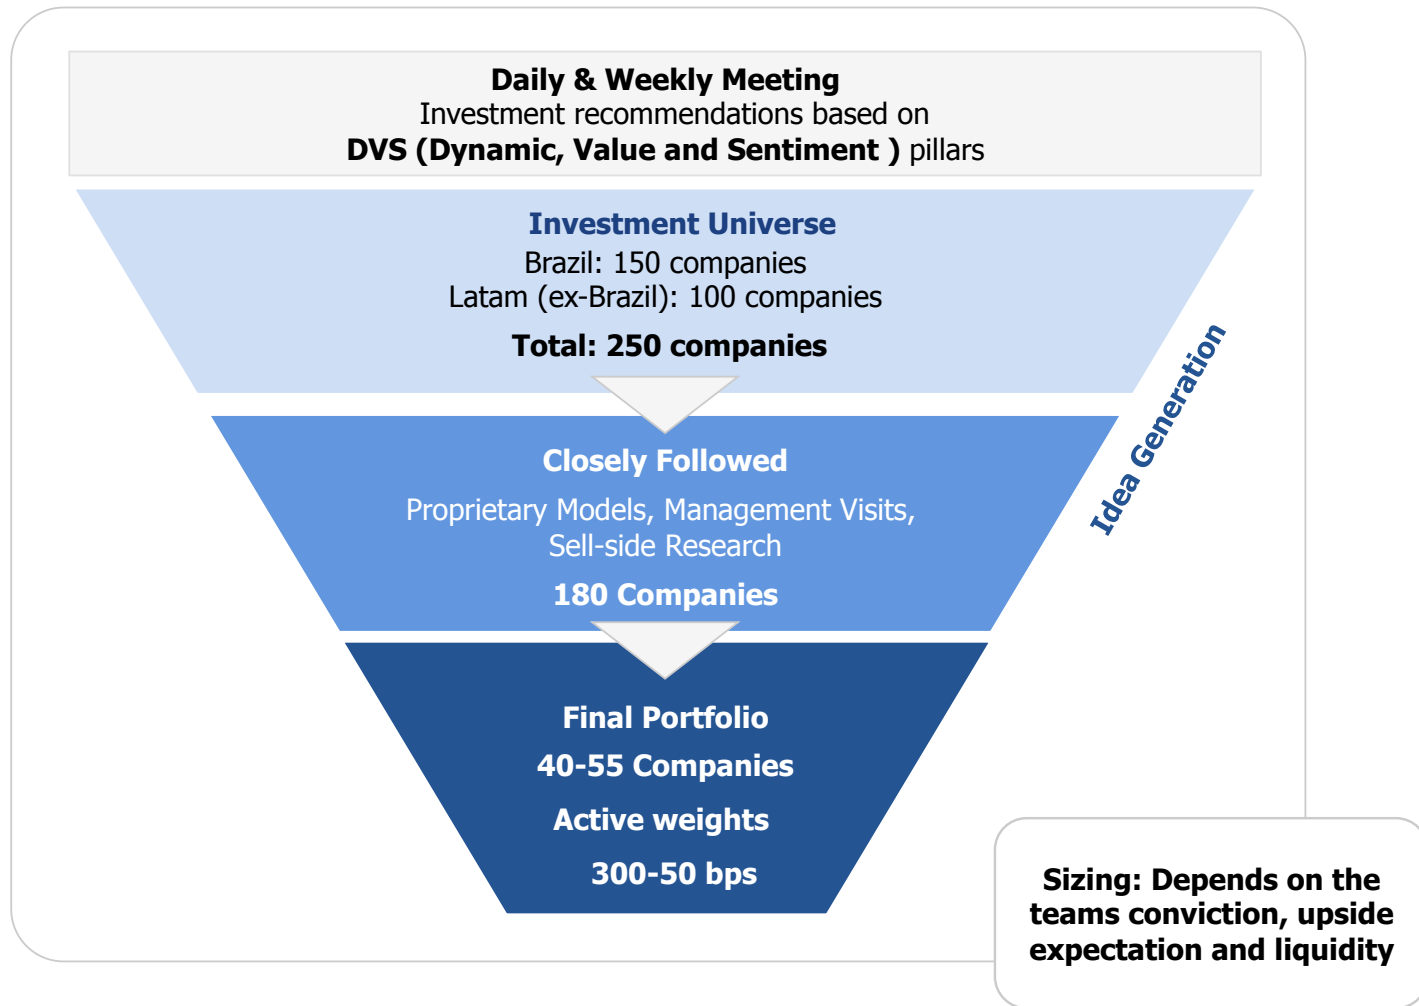 Daily & Weekly Meeting
Investment recommendations based on
DVS (Dynamic, Value and Sentiment ) pillars
Investment Universe
Brazil: 150 companies
Latam (ex-Brazil): 100 companies
Total: 250 companies
Idea Generation
Closely Followed
Proprietary Models, Management Visits,
Sell-side Research
180 Companies
Final Portfolio
40-55 Companies
Active weights
300-50 bps
Sizing: Depends on the
teams conviction, upside
expectation and liquidity